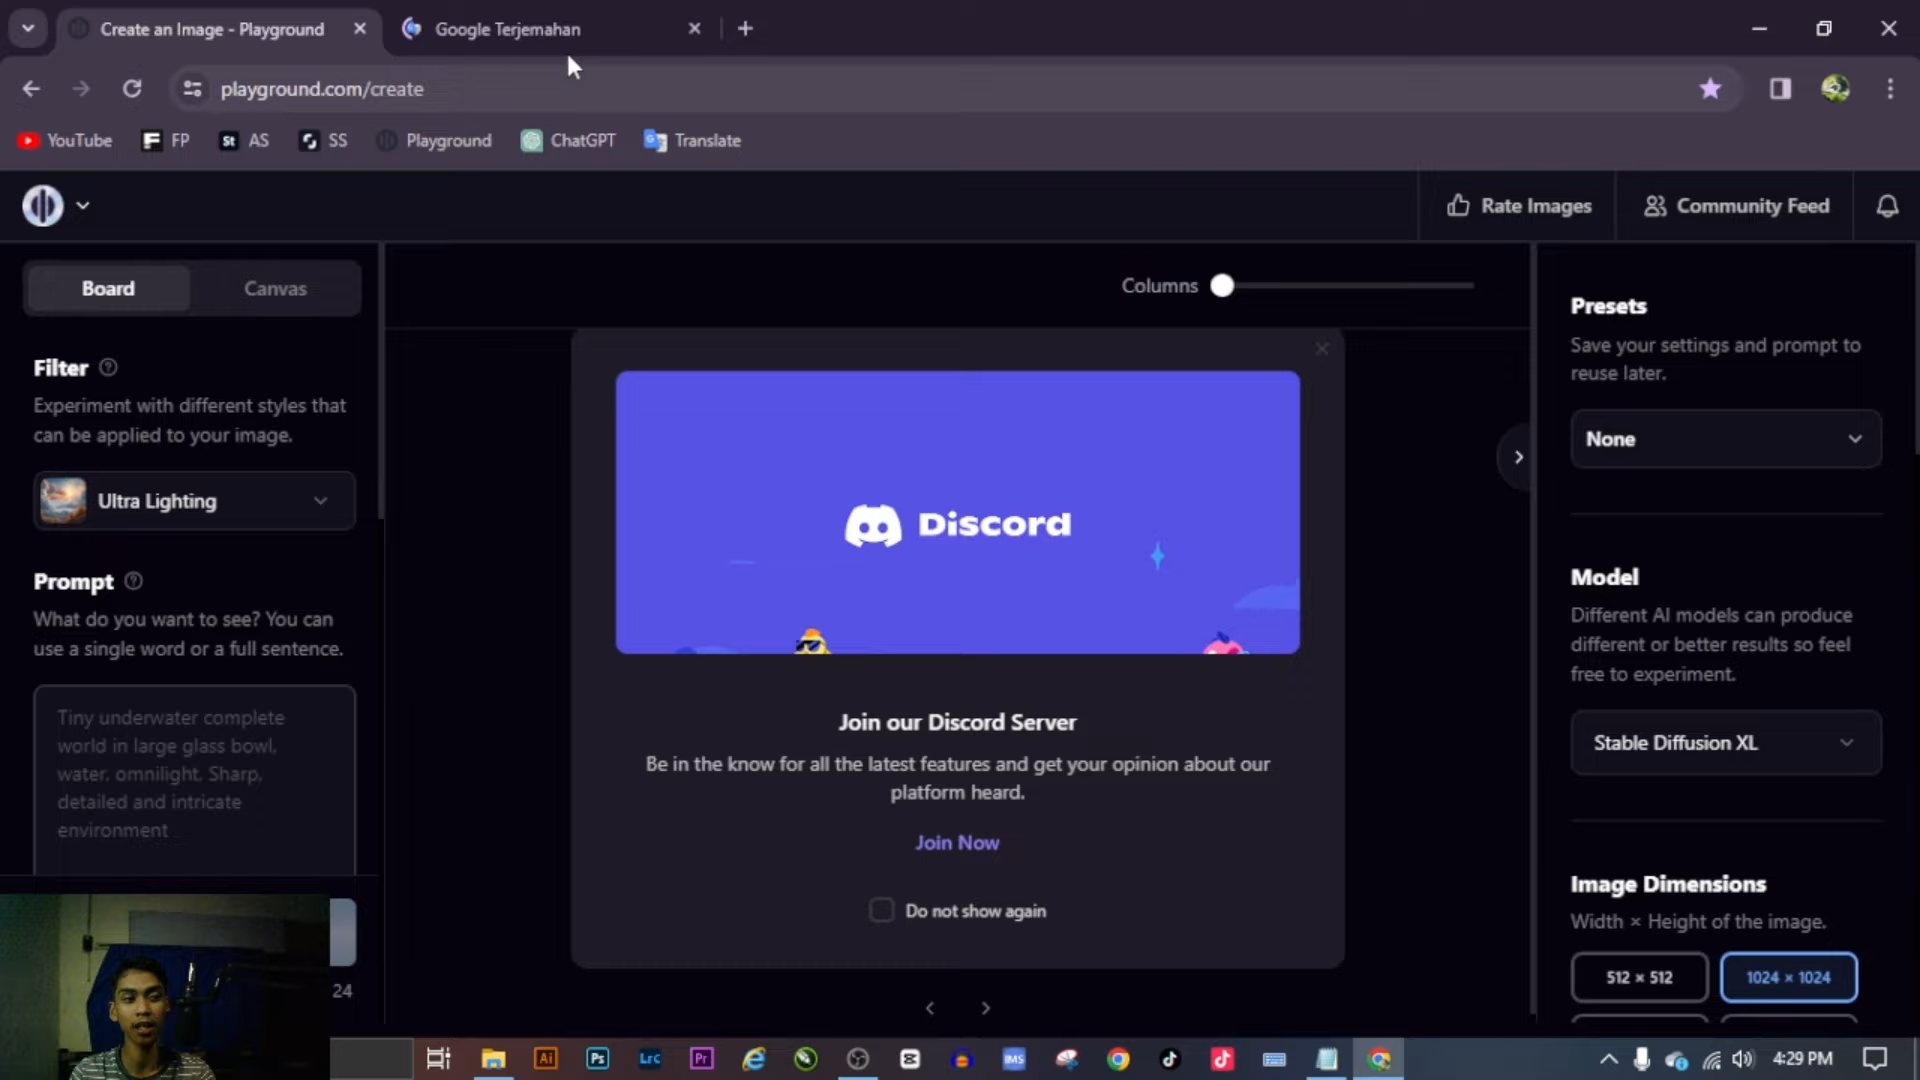 Create an Image - Playground
Google Terjemahan
playground.com/create
YouTube
FP
St
AS
SS
Playground
ChatGPT
Translate
Rate Images
Community Feed
Board
Canvas
Columns
Filter
Experiment with different styles that
can be applied to your image.
Ultra Lighting
Prompt
What do you want to see? You can
use a single word or a full sentence.
Tiny underwater complete
world in large glass bowl,
water, omnilight. Sharp,
detailed and intricate
environment
24
Discord
Join our Discord Server
Be in the know for all the latest features and get your opinion about our
platform heard.
Join Now
Do not show again
Presets
Save your settings and prompt to
reuse later.
None
Model
Different AI models can produce
different or better results so feel
free to experiment.
Stable Diffusion XL
Image Dimensions
Width × Height of the image.
512 × 512
1024 × 1024
Ai
Ps
Lrc
Pr
IMS
4:29 PM